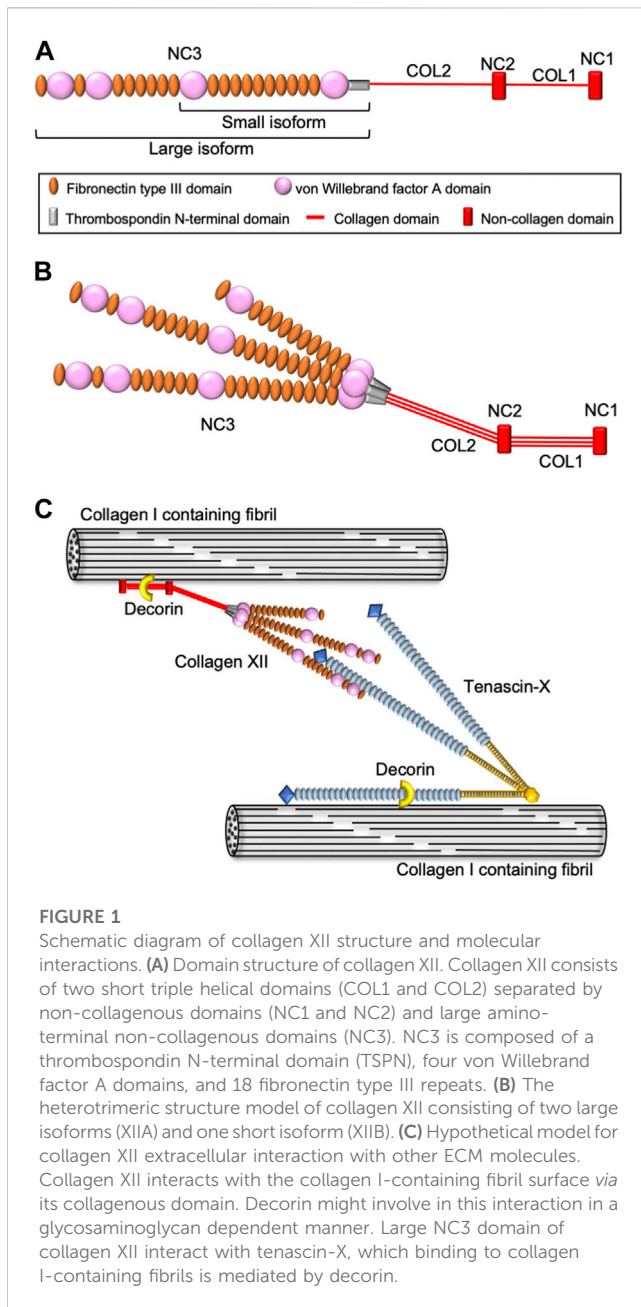 A
NC3
COL2
NC2
COL1
NC1
Small isoform
Large isoform
Fibronectin type III domain
von Willebrand factor A domain
Thrombospondin N-terminal domain
Collagen domain
Non-collagen domain
B
NC3
NC2
NC1
COL2
COL1
C
Collagen I containing fibril
Decorin
Collagen XII
Tenascin-X
Decorin
Collagen I containing fibril
FIGURE 1
Schematic diagram of collagen XII structure and molecular
interactions. (A) Domain structure of collagen XII. Collagen XII consists
of two short triple helical domains (COL1 and COL2) separated by
non-collagenous domains (NC1 and NC2) and large amino-
terminal non-collagenous domains (NC3). NC3 is composed of a
thrombospondin N-terminal domain (TSPN), four von Willebrand
factor A domains, and 18 fibronectin type III repeats. (B) The
heterotrimeric structure model of collagen XII consisting of two large
isoforms (XIIA) and one short isoform (XIIB). (C) Hypothetical model for
collagen XII extracellular interaction with other ECM molecules.
Collagen XII interacts with the collagen I-containing fibril surface via
its collagenous domain. Decorin might involve in this interaction in a
glycosaminoglycan dependent manner. Large NC3 domain of
collagen XII interact with tenascin-X, which binding to collagen
I-containing fibrils is mediated by decorin.